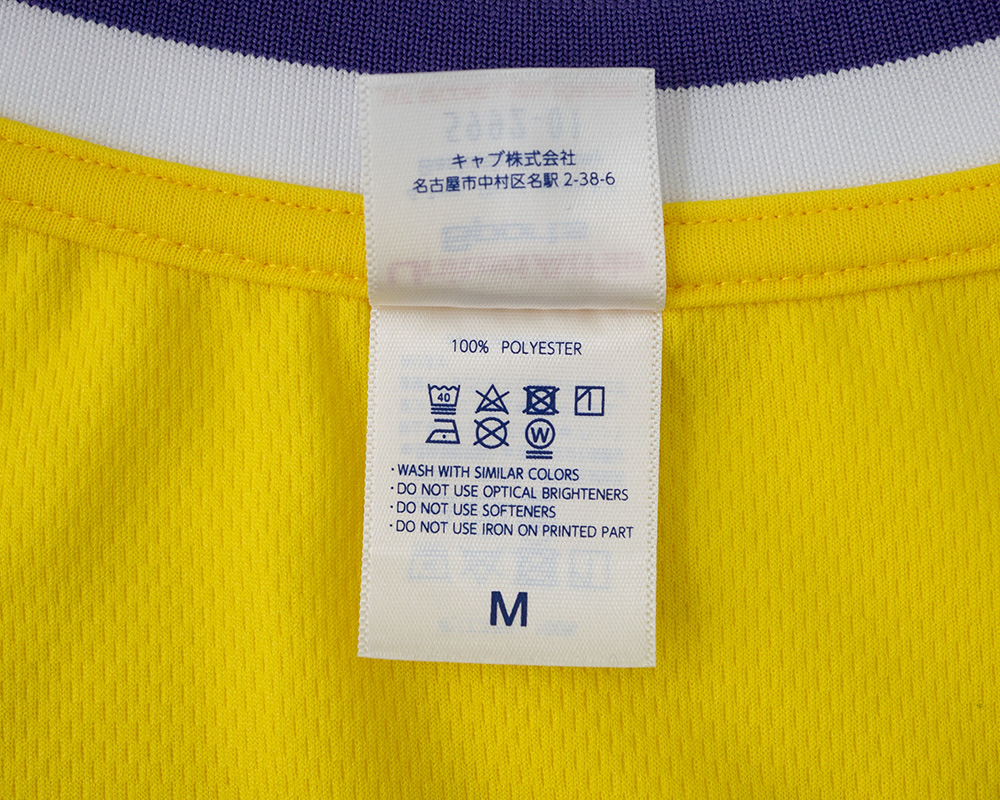 キャブ株式会社
名古屋市中村区名駅 2-38-6
100% POLYESTER
40
W
・WASH WITH SIMILAR COLORS
・DO NOT USE OPTICAL BRIGHTENERS
・DO NOT USE SOFTENERS
・DO NOT USE IRON ON PRINTED PART
M